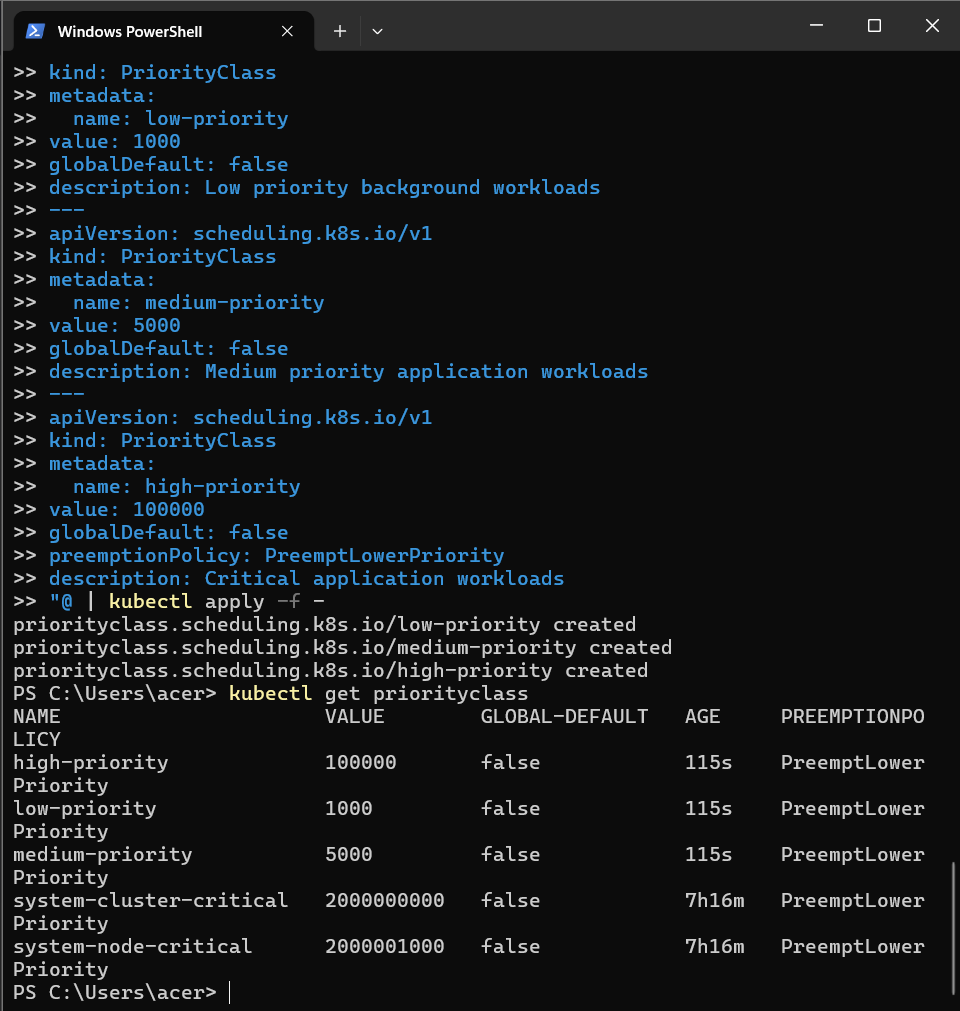 Windows PowerShell
>> kind: PriorityClass
>> metadata:
>>   name: low-priority
>> value: 1000
>> globalDefault: false
>> description: Low priority background workloads
>> ---
>> apiVersion: scheduling.k8s.io/v1
>> kind: PriorityClass
>> metadata:
>>   name: medium-priority
>> value: 5000
>> globalDefault: false
>> description: Medium priority application workloads
>> ---
>> apiVersion: scheduling.k8s.io/v1
>> kind: PriorityClass
>> metadata:
>>   name: high-priority
>> value: 100000
>> globalDefault: false
>> preemptionPolicy: PreemptLowerPriority
>> description: Critical application workloads
>> "@ | kubectl apply -f -
priorityclass.scheduling.k8s.io/low-priority created
priorityclass.scheduling.k8s.io/medium-priority created
priorityclass.scheduling.k8s.io/high-priority created
PS C:\Users\acer> kubectl get priorityclass
NAME                      VALUE        GLOBAL-DEFAULT   AGE     PREEMPTIONPO
LICY
high-priority             100000       false            115s    PreemptLower
Priority
low-priority              1000         false            115s    PreemptLower
Priority
medium-priority           5000         false            115s    PreemptLower
Priority
system-cluster-critical   2000000000   false            7h16m   PreemptLower
Priority
system-node-critical      2000001000   false            7h16m   PreemptLower
Priority
PS C:\Users\acer>